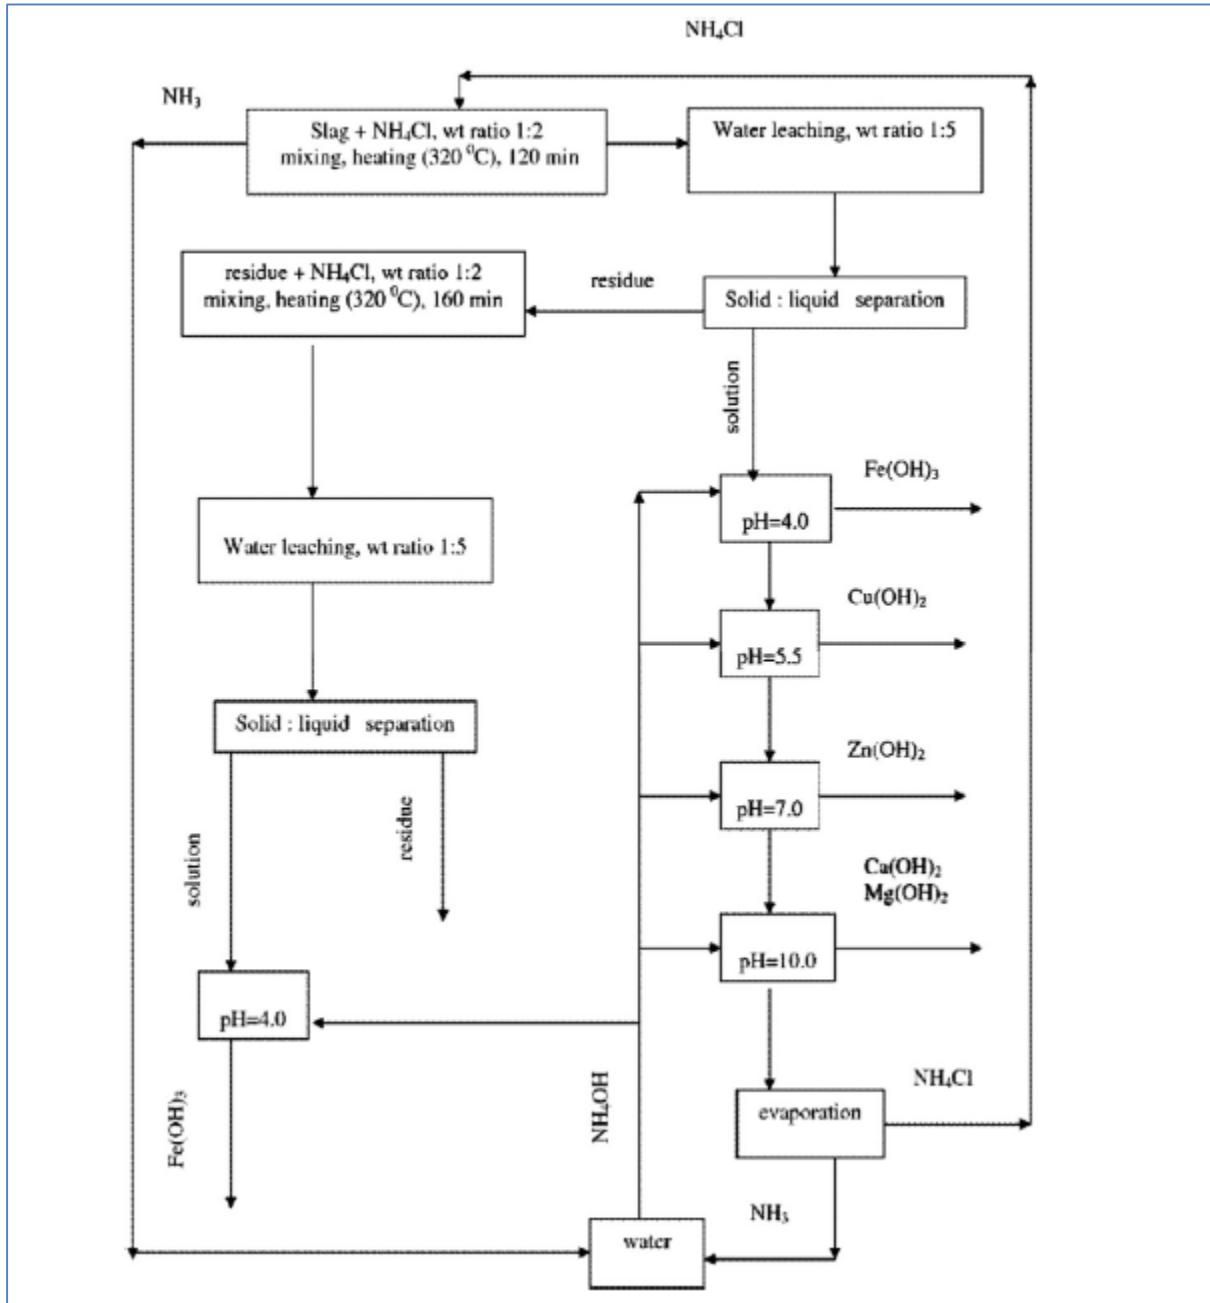 NH₄Cl
NH₃
Slag + NH₄Cl, wt ratio 1:2
mixing, heating (320 ⁰C), 120 min
Water leaching, wt ratio 1:5
residue + NH₄Cl, wt ratio 1:2
mixing, heating (320 ⁰C), 160 min
residue
Solid : liquid separation
solution
Fe(OH)₃
pH=4.0
Water leaching, wt ratio 1:5
Cu(OH)₂
pH=5.5
Solid : liquid separation
Zn(OH)₂
pH=7.0
solution
residue
Ca(OH)₂
Mg(OH)₂
pH=10.0
pH=4.0
Fe(OH)₃
NH₄OH
NH₄Cl
evaporation
NH₃
water